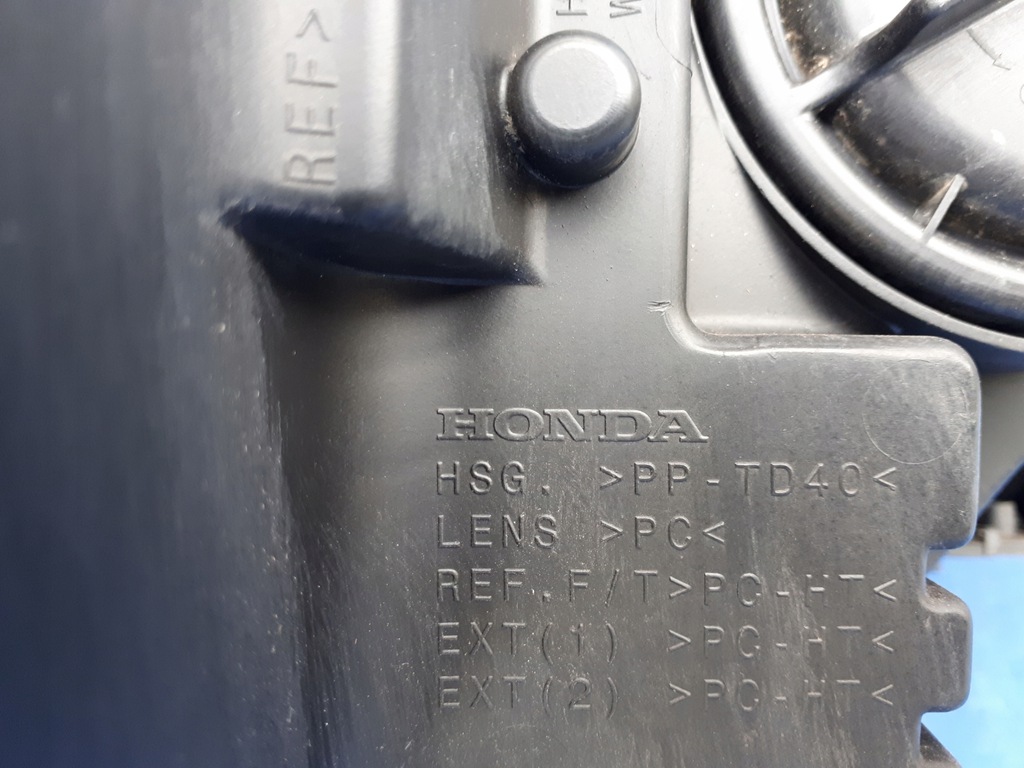 REF>
HONDA
HSG. >PP-TD40<
LENS >PC<
REF.F/T>PC-HT<
EXT(1) >PC-HT<
EXT(2) >PC-HT<